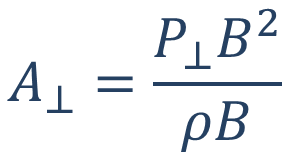 A⊥ = P⊥B² / ρB